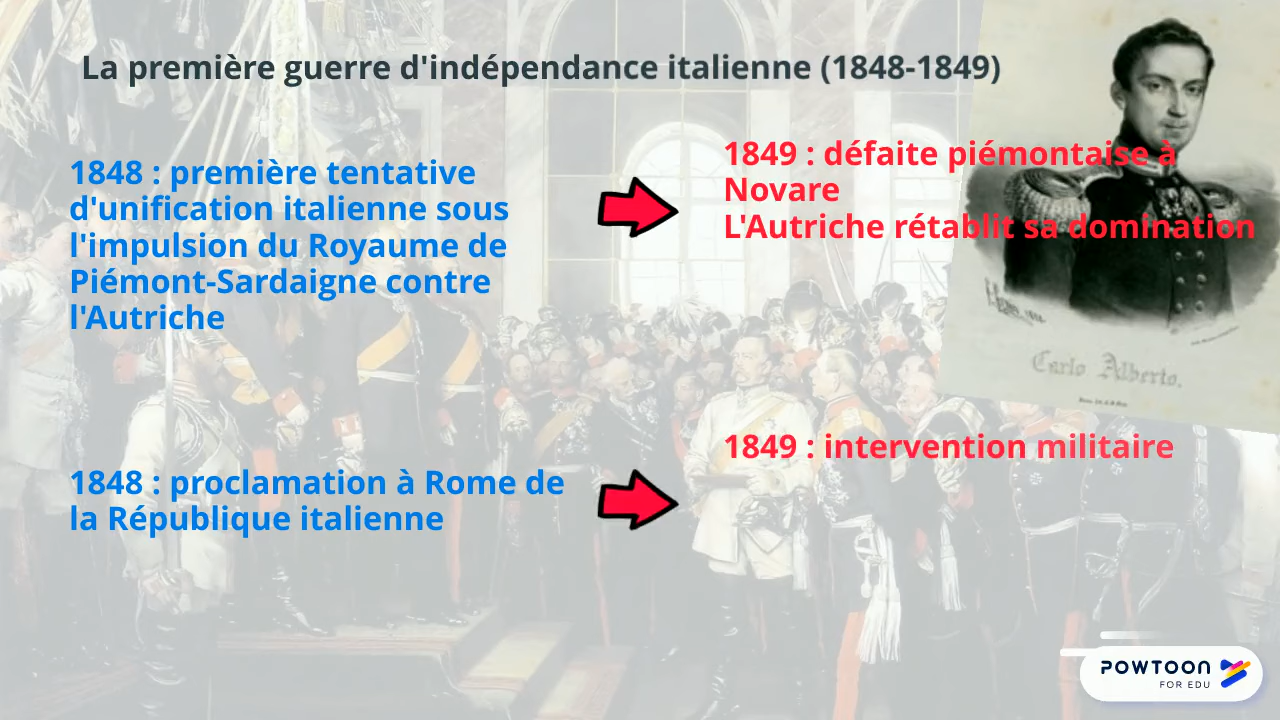 La première guerre d'indépendance italienne (1848-1849)
1848 : première tentative
d'unification italienne sous
l'impulsion du Royaume de
Piémont-Sardaigne contre
l'Autriche
1849 : défaite piémontaise à
Novare
L'Autriche rétablit sa domination
Carlo Alberto.
1848 : proclamation à Rome de
la République italienne
1849 : intervention militaire
POWTOON
FOR EDU